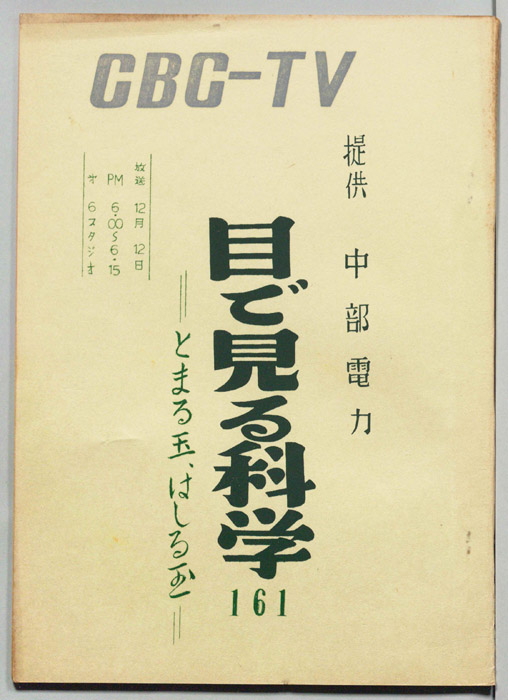 CBC-TV
提供 中部電力
目で見る科学
161
==とまる玉、はしる玉==
放送 12月 12日
PM 6.00〜6.15
オ 6スタジオ